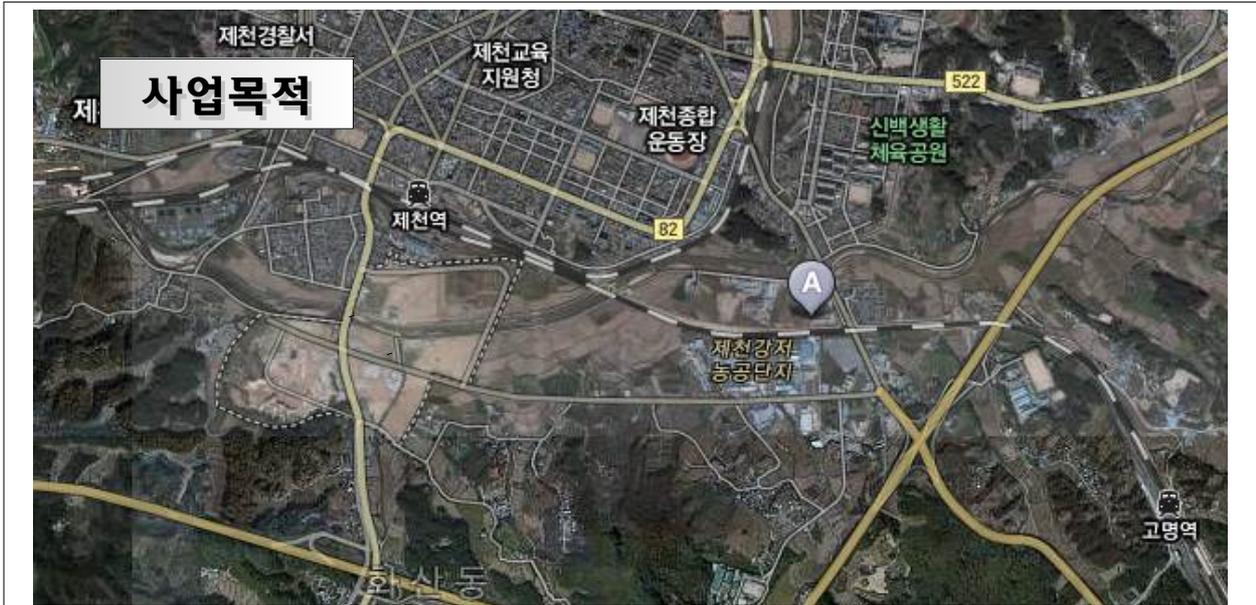 제천경찰서
제천교육
지원청
사업목적
제
522
제천종합
운동장
신백생활
체육공원
제천역
82
A
제천강저
농공단지
고명역
화산동